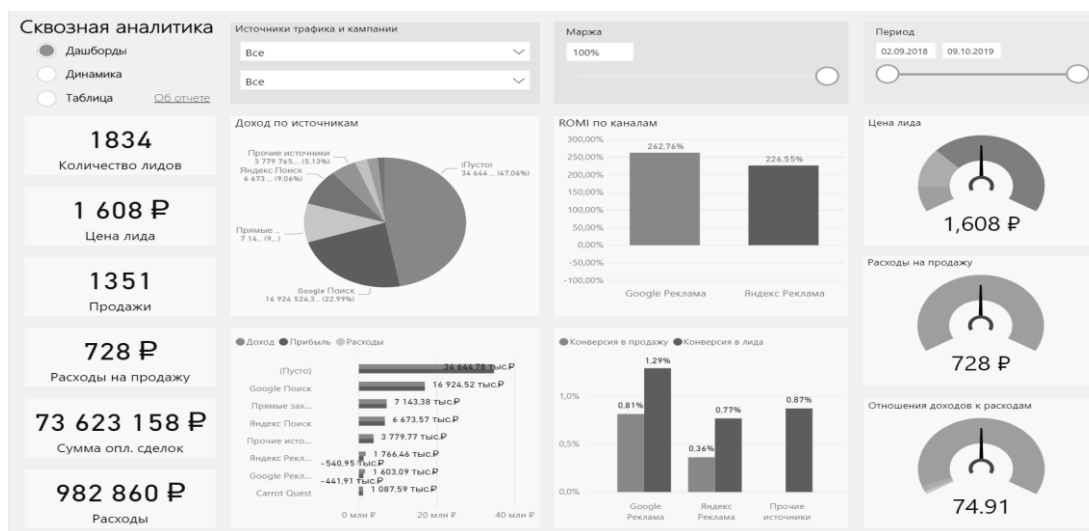 Сквозная аналитика
Дашборды
Динамика
Таблица
Об отчете
Источники трафика и кампании
Все
Все
Маржа
100%
Период
02.09.2018
09.10.2019
1834
Количество лидов
1 608 ₽
Цена лида
1351
Продажи
728 ₽
Расходы на продажу
73 623 158 ₽
Сумма опл. сделок
982 860 ₽
Расходы
Доход по источникам
Прочие источники
3 779 765... (5,13%)
Яндекс Поиск
6 673 ... (9,06%)
Прямые ...
7 14... (9,...)
Google Поиск
16 924 524,3... (22,99%)
(Пусто)
34 644 ... (47,06%)
ROMI по каналам
300,00%
250,00%
200,00%
150,00%
100,00%
50,00%
0,00%
-50,00%
-100,00%
262,76%
226,55%
Google Реклама
Яндекс Реклама
Цена лида
1,608 ₽
Расходы на продажу
728 ₽
Отношения доходов к расходам
74.91
Доход Прибыль Расходы
(Пусто)
34 644,78 тыс.₽
Google Поиск
16 924,52 тыс.₽
Прямые зах...
7 143,38 тыс.₽
Яндекс Поиск
6 673,57 тыс.₽
Прочие исто...
3 779,77 тыс.₽
Яндекс Рекл...
1 766,46 тыс.₽
-540,95 тыс.₽
Google Рекл...
1 603,09 тыс.₽
-441,91 тыс.₽
Carrot Quest
1 087,59 тыс.₽
0 млн ₽
20 млн ₽
40 млн ₽
Конверсия в продажу Конверсия в лида
1,0%
0,5%
0,0%
0,81%
1,29%
0,36%
0,77%
0,87%
Google
Реклама
Яндекс
Реклама
Прочие
источники